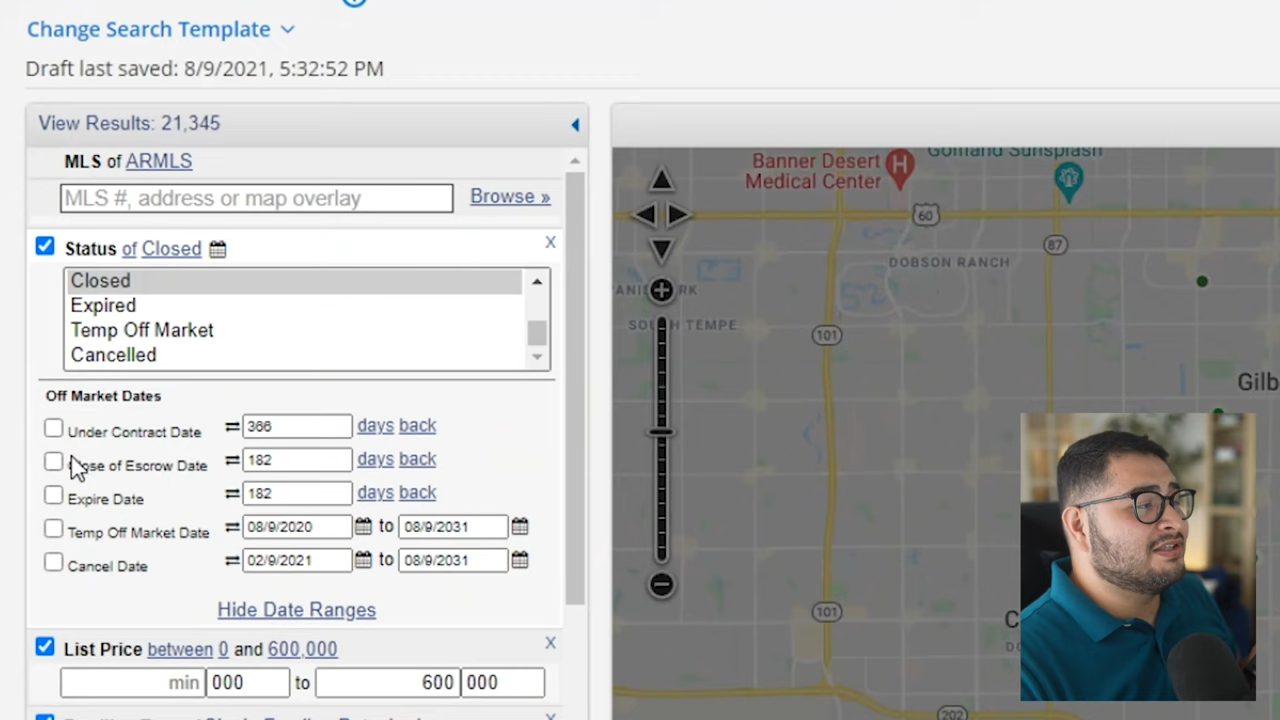 Change Search Template
Draft last saved: 8/9/2021, 5:32:52 PM
View Results: 21,345
MLS of ARMLS
MLS #, address or map overlay Browse »
Status of Closed X
Closed
Expired
Temp Off Market
Cancelled
Off Market Dates
Under Contract Date 366 days back
Close of Escrow Date 182 days back
Expire Date 182 days back
Temp Off Market Date 08/9/2020 to 08/9/2031
Cancel Date 02/9/2021 to 08/9/2031
Hide Date Ranges
List Price between 0 and 600,000 X
min 000 to 600 000
X
Banner Desert
Medical Center
H
Golfland Sunsplash
60
87
DOBSON RANCH
SOUTH TEMPE
101
Gilb
101
202